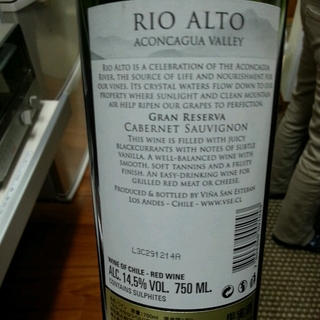 RIO ALTO
ACONCAGUA VALLEY
RIO ALTO IS A CELEBRATION OF THE ACONCAGUA
RIVER, THE SOURCE OF LIFE AND NOURISHMENT FOR
OUR VINES. ITS CRYSTAL WATERS FLOW DOWN TO OUR
PROPERTY WHERE SUNLIGHT AND CLEAN MOUNTAIN
AIR HELP RIPEN OUR GRAPES TO PERFECTION.
GRAN RESERVA
CABERNET SAUVIGNON
THIS WINE IS FILLED WITH JUICY
BLACKCURRANTS WITH NOTES OF SUBTLE
VANILLA. A WELL-BALANCED WINE WITH
SMOOTH, SOFT TANNINS AND A FRUITY
FINISH. AN EASY-DRINKING WINE FOR
GRILLED RED MEAT OR CHEESE.
PRODUCED & BOTTLED BY VIÑA SAN ESTEBAN
LOS ANDES - CHILE - WWW.VSE.CL
L3C291214A
WINE OF CHILE - RED WINE
ALC. 14,5% VOL. 750 ML.
CONTAINS SULPHITES